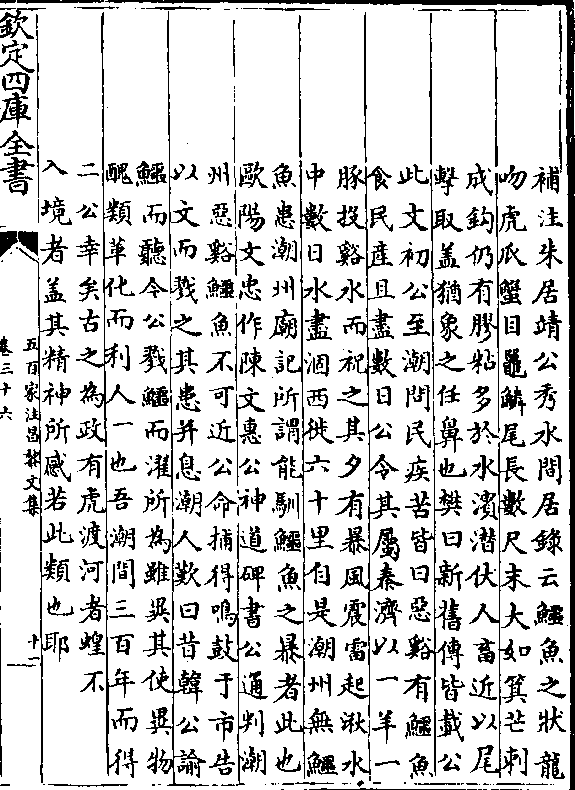 補注朱居靖公秀水閒居錄云鱷魚之狀龍
吻虎爪蟹目鼉鱗尾長數尺末大如箕芒刺
成鈎仍有膠粘多於水濱潛伏人畜近以尾
擊取盖猶象之任鼻也樊曰新舊傳皆載公
此文初公至潮問民疾苦皆曰惡谿有鱷魚
食民產且盡數日公令其屬秦濟以一羊一
豚投谿水而祝之其夕有暴風震雷起湫水
中數日水盡涸西徙六十里自是潮州無鱷
魚患潮州廟記所謂能馴鱷魚之暴者此也
歐陽文忠作陳文惠公神道碑書公通判潮
州惡谿鱷魚不可近公命捕得鳴鼓于市告
以文而戮之其患并息潮人歎曰昔韓公諭
鱷而聽今公戮鱷而濯所為雖異其使異物
醜類革化而利人一也吾潮間三百年而得
二公幸矣古之為政有虎渡河者蝗不
入境者盖其精神所感若此類也耶
欽定四庫全書
五百家注昌黎文集
卷三十六
十二